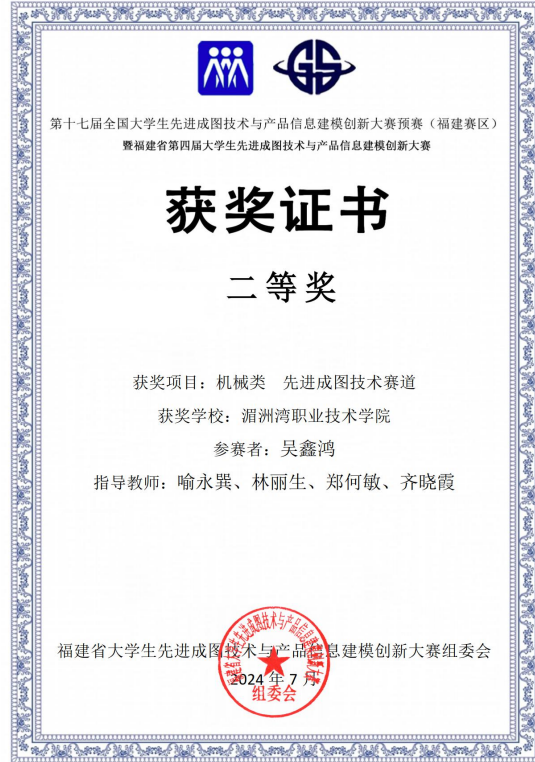 第十七届全国大学生先进成图技术与产品信息建模创新大赛预赛（福建赛区）
暨福建省第四届大学生先进成图技术与产品信息建模创新大赛
获奖证书
二等奖
获奖项目：机械类 先进成图技术赛道
获奖学校：湄洲湾职业技术学院
参赛者：吴鑫鸿
指导教师：喻永巽、林丽生、郑何敏、齐晓霞
福建省大学生先进成图技术与产品信息建模创新大赛组委会
2024 年 7 月
组委会